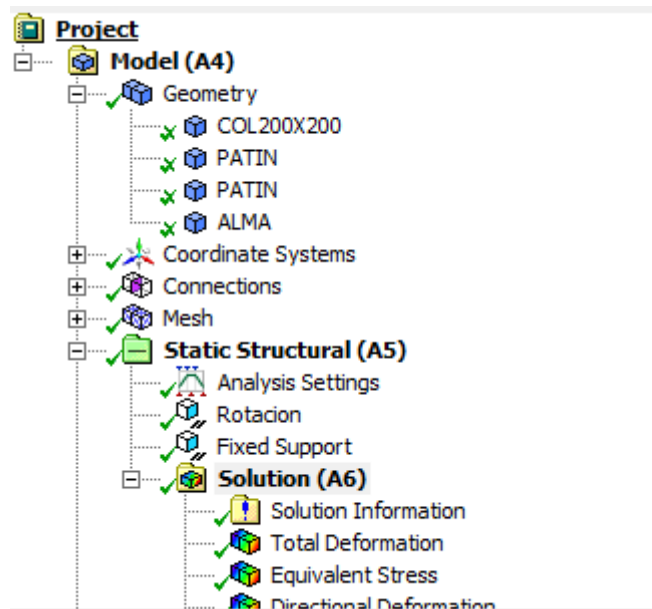 Project
Model (A4)
Geometry
COL200X200
PATIN
PATIN
ALMA
Coordinate Systems
Connections
Mesh
Static Structural (A5)
Analysis Settings
Rotacion
Fixed Support
Solution (A6)
Solution Information
Total Deformation
Equivalent Stress
Directional Deformation